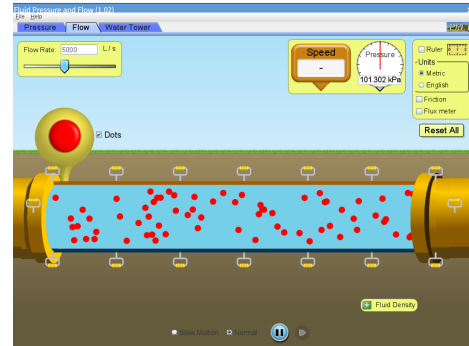 Fluid Pressure and Flow (1.02)
File Help
Pressure Flow Water Tower
Flow Rate: 5000 L / s
Speed
-
Pressure
101.302 kPa
Ruler
Units
Metric
English
Friction
Flux meter
Reset All
Dots
Fluid Density
Slow Motion Normal